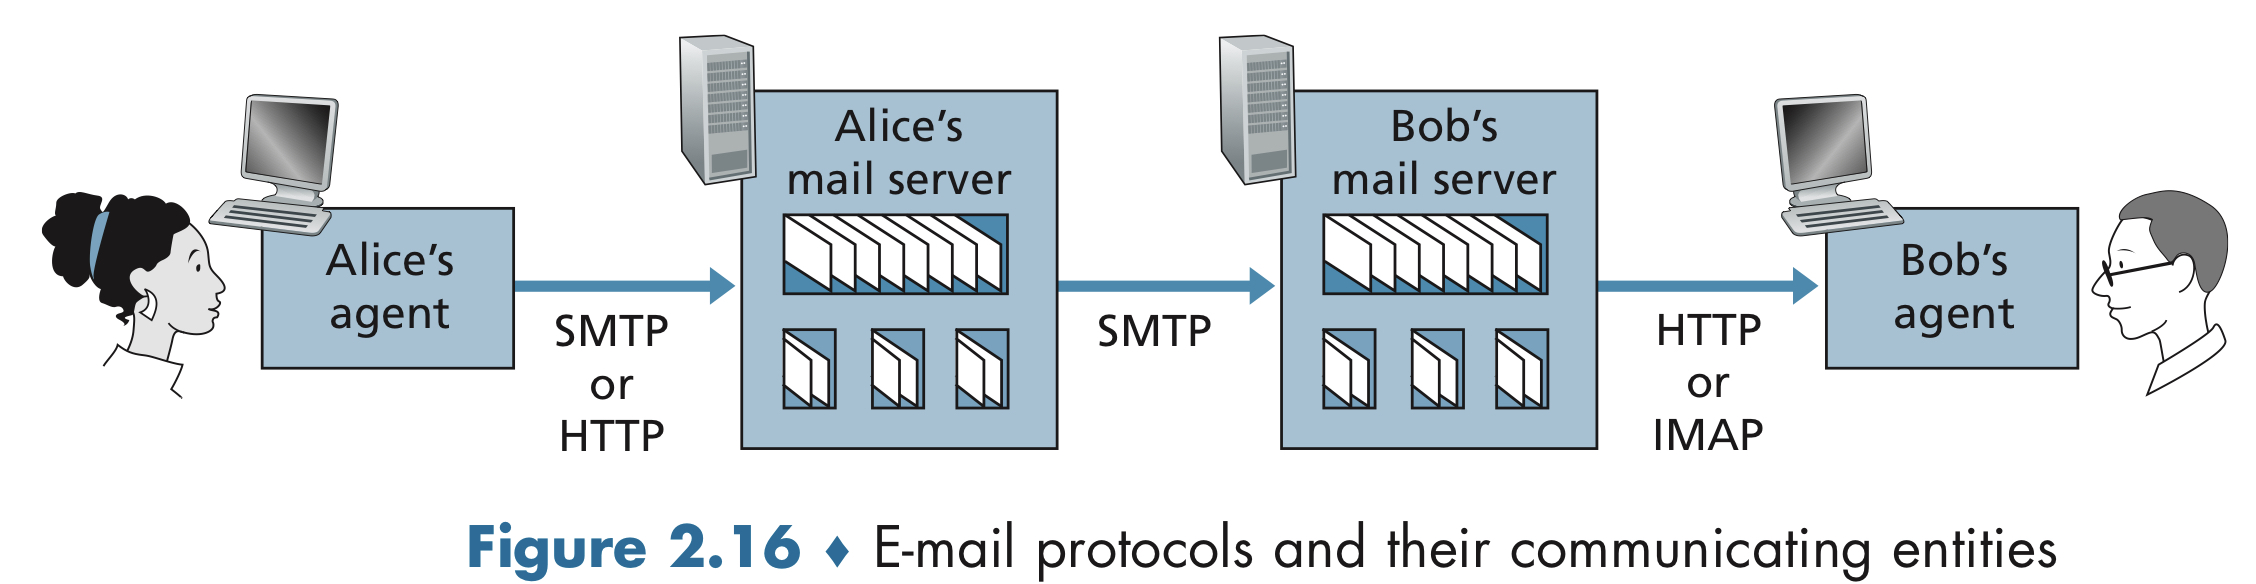 Alice's
agent
SMTP
or
HTTP
Alice's
mail server
SMTP
Bob's
mail server
HTTP
or
IMAP
Bob's
agent
Figure 2.16 ♦ E-mail protocols and their communicating entities